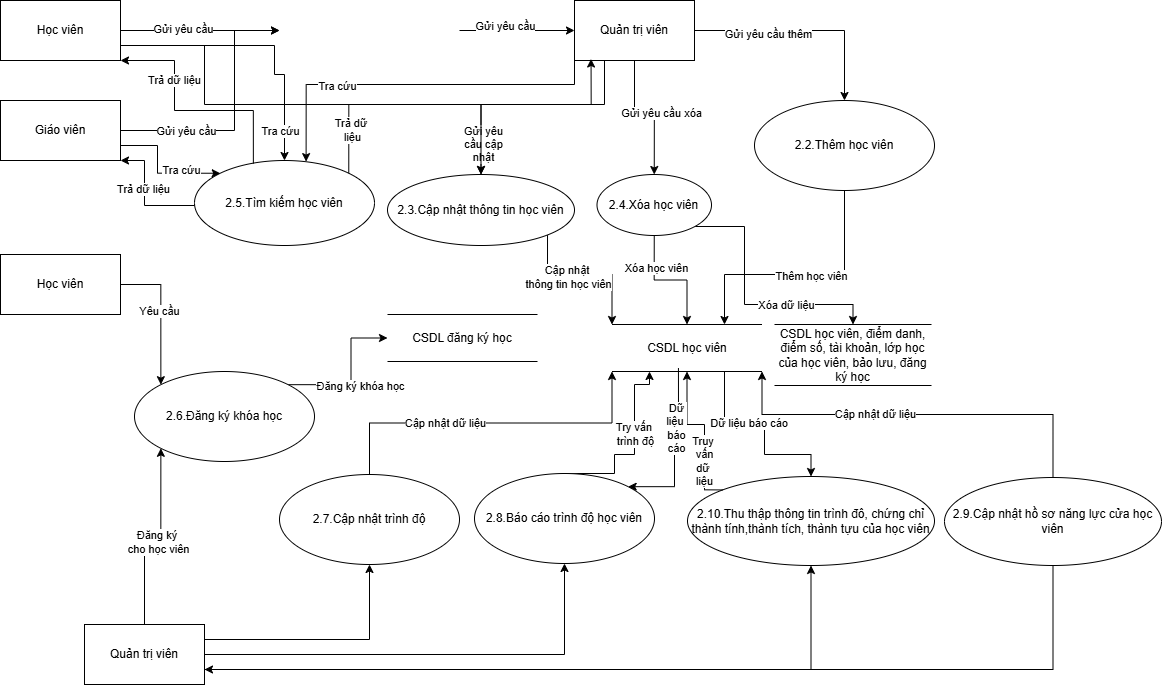 Học viên
Gửi yêu cầu
Gửi yêu cầu
Quản trị viên
Gửi yêu cầu thêm
Trả dữ liệu
Tra cứu
Giáo viên
Gửi yêu cầu
Tra cứu
Trả dữ
liệu
Gửi yêu
cầu cập
nhật
Gửi yêu cầu xóa
2.2.Thêm học viên
Tra cứu
Trả dữ liệu
2.5.Tìm kiếm học viên
2.3.Cập nhật thông tin học viên
2.4.Xóa học viên
Cập nhật
thông tin học viên
Xóa học viên
Thêm học viên
Học viên
Yêu cầu
Xóa dữ liệu
CSDL đăng ký học
CSDL học viên
CSDL học viên, điểm danh,
điểm số, tài khoản, lớp học
của học viên, bảo lưu, đăng
ký học
Đăng ký khóa học
2.6.Đăng ký khóa học
Cập nhật dữ liệu
Try vấn
trình độ
Dữ
liệu
báo
cáo
Truy
vấn
dữ
liệu
Dữ liệu báo cáo
Cập nhật dữ liệu
2.7.Cập nhật trình độ
2.8.Báo cáo trình độ học viên
2.10.Thu thập thông tin trình đô, chứng chỉ
thành tính,thành tích, thành tựu của học viên
2.9.Cập nhật hồ sơ năng lực cửa học
viên
Đăng ký
cho học viên
Quản trị viên